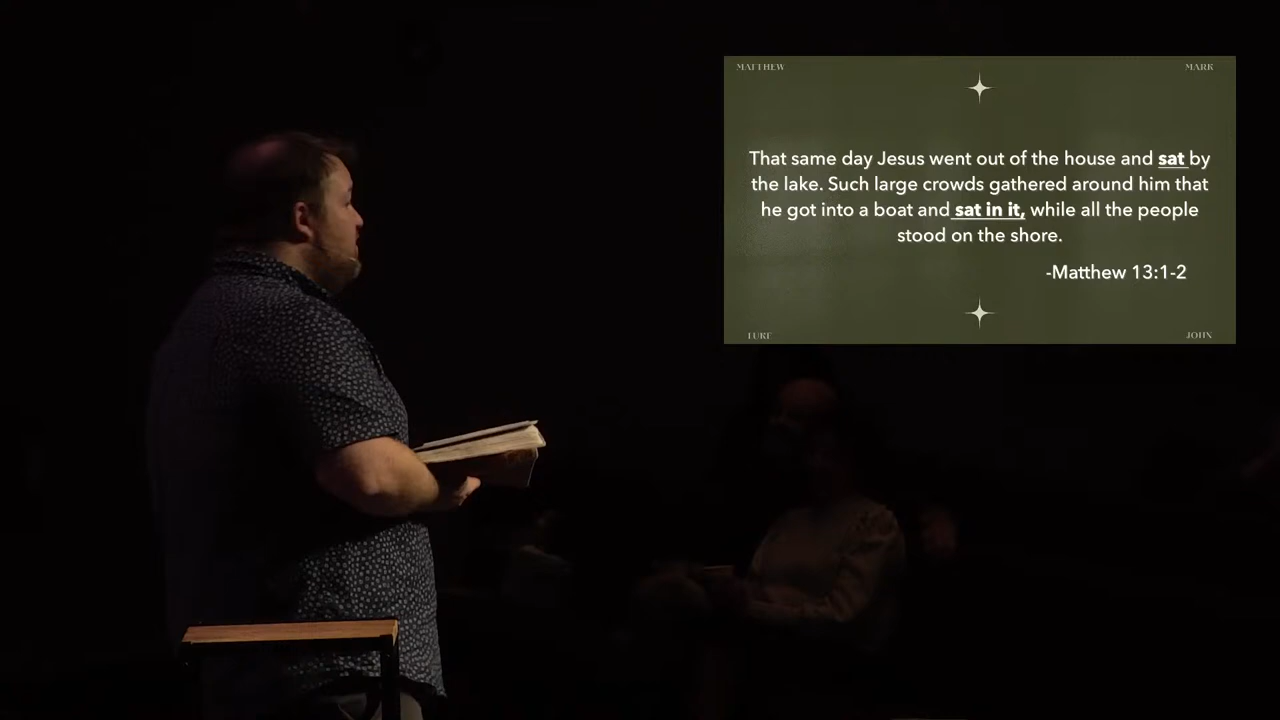 MATTHEW
MARK
That same day Jesus went out of the house and sat by
the lake. Such large crowds gathered around him that
he got into a boat and sat in it, while all the people
stood on the shore.
-Matthew 13:1-2
LUKE
JOHN